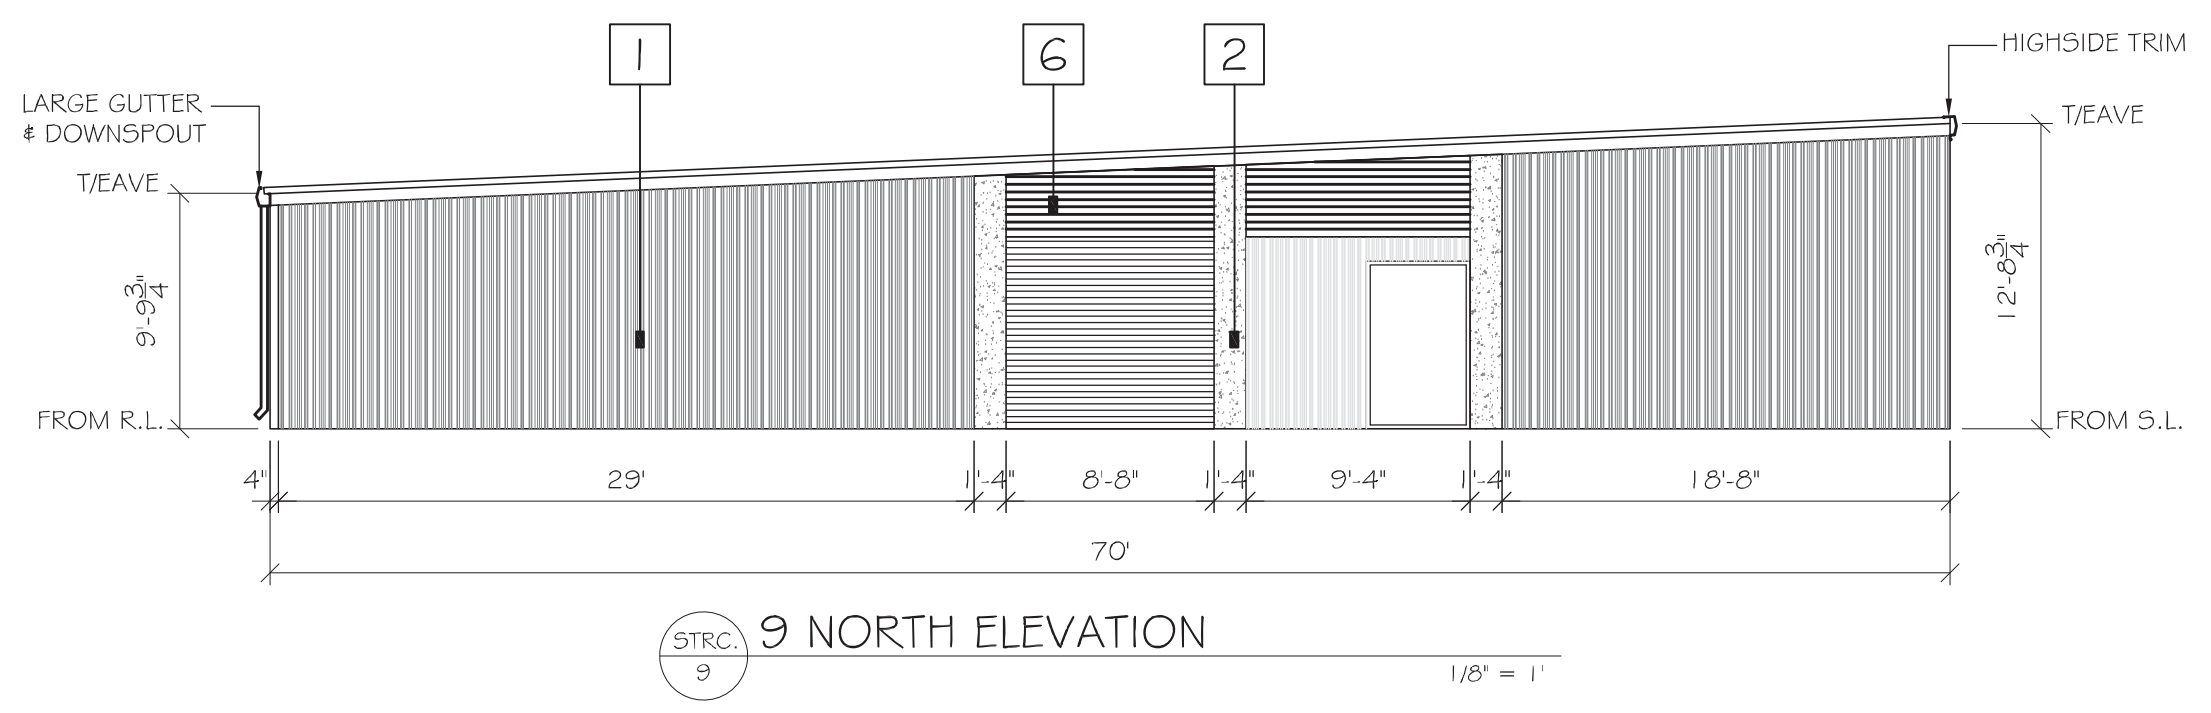 1
6
2
HIGHSIDE TRIM
LARGE GUTTER
& DOWNSPOUT
T/EAVE
T/EAVE
9'-9 3/4"
12'-8 3/4"
FROM R.L.
FROM S.L.
4"
29'
1'-4"
8'-8"
1'-4"
9'-4"
1'-4"
18'-8"
70'
STRC.
9
9 NORTH ELEVATION
1/8" = 1'